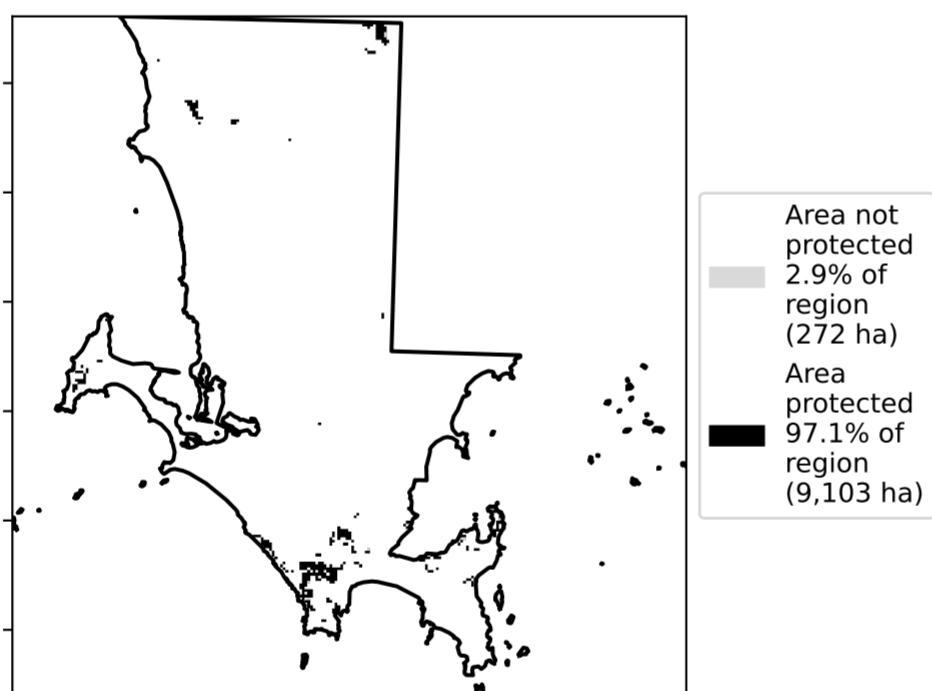 Area not
protected
2.9% of
region
(272 ha)
Area
protected
97.1% of
region
(9,103 ha)